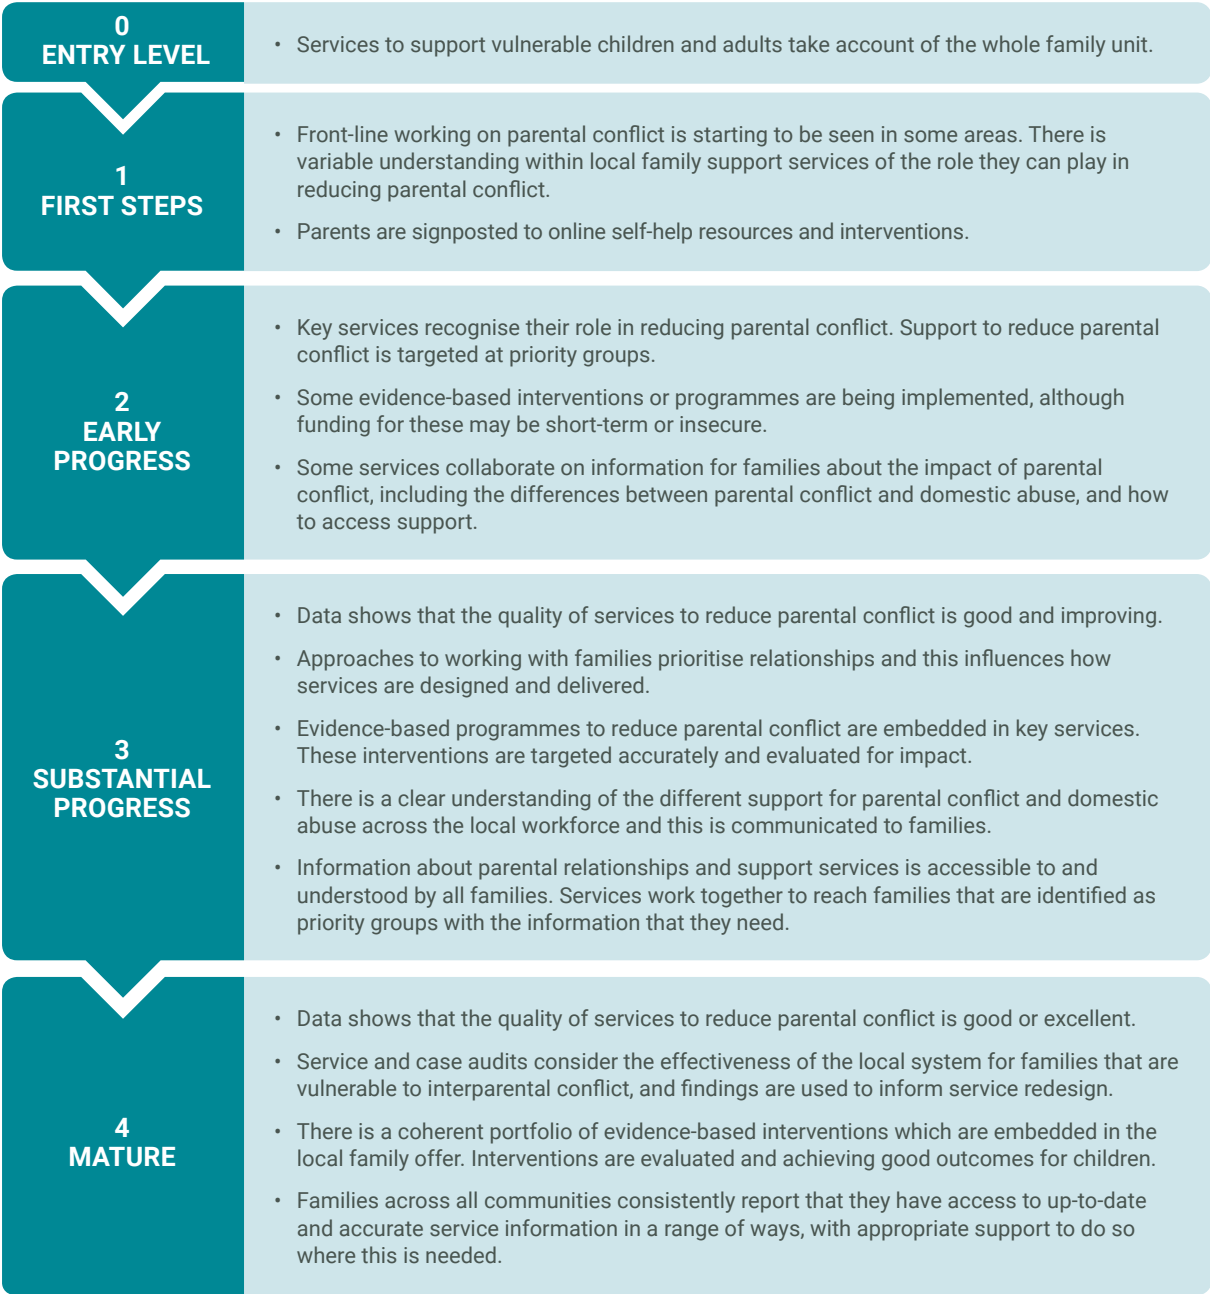 0
ENTRY LEVEL
• Services to support vulnerable children and adults take account of the whole family unit.
1
FIRST STEPS
• Front-line working on parental conflict is starting to be seen in some areas. There is
variable understanding within local family support services of the role they can play in
reducing parental conflict.
• Parents are signposted to online self-help resources and interventions.
2
EARLY
PROGRESS
• Key services recognise their role in reducing parental conflict. Support to reduce parental
conflict is targeted at priority groups.
• Some evidence-based interventions or programmes are being implemented, although
funding for these may be short-term or insecure.
• Some services collaborate on information for families about the impact of parental
conflict, including the differences between parental conflict and domestic abuse, and how
to access support.
3
SUBSTANTIAL
PROGRESS
• Data shows that the quality of services to reduce parental conflict is good and improving.
• Approaches to working with families prioritise relationships and this influences how
services are designed and delivered.
• Evidence-based programmes to reduce parental conflict are embedded in key services.
These interventions are targeted accurately and evaluated for impact.
• There is a clear understanding of the different support for parental conflict and domestic
abuse across the local workforce and this is communicated to families.
• Information about parental relationships and support services is accessible to and
understood by all families. Services work together to reach families that are identified as
priority groups with the information that they need.
4
MATURE
• Data shows that the quality of services to reduce parental conflict is good or excellent.
• Service and case audits consider the effectiveness of the local system for families that are
vulnerable to interparental conflict, and findings are used to inform service redesign.
• There is a coherent portfolio of evidence-based interventions which are embedded in the
local family offer. Interventions are evaluated and achieving good outcomes for children.
• Families across all communities consistently report that they have access to up-to-date
and accurate service information in a range of ways, with appropriate support to do so
where this is needed.